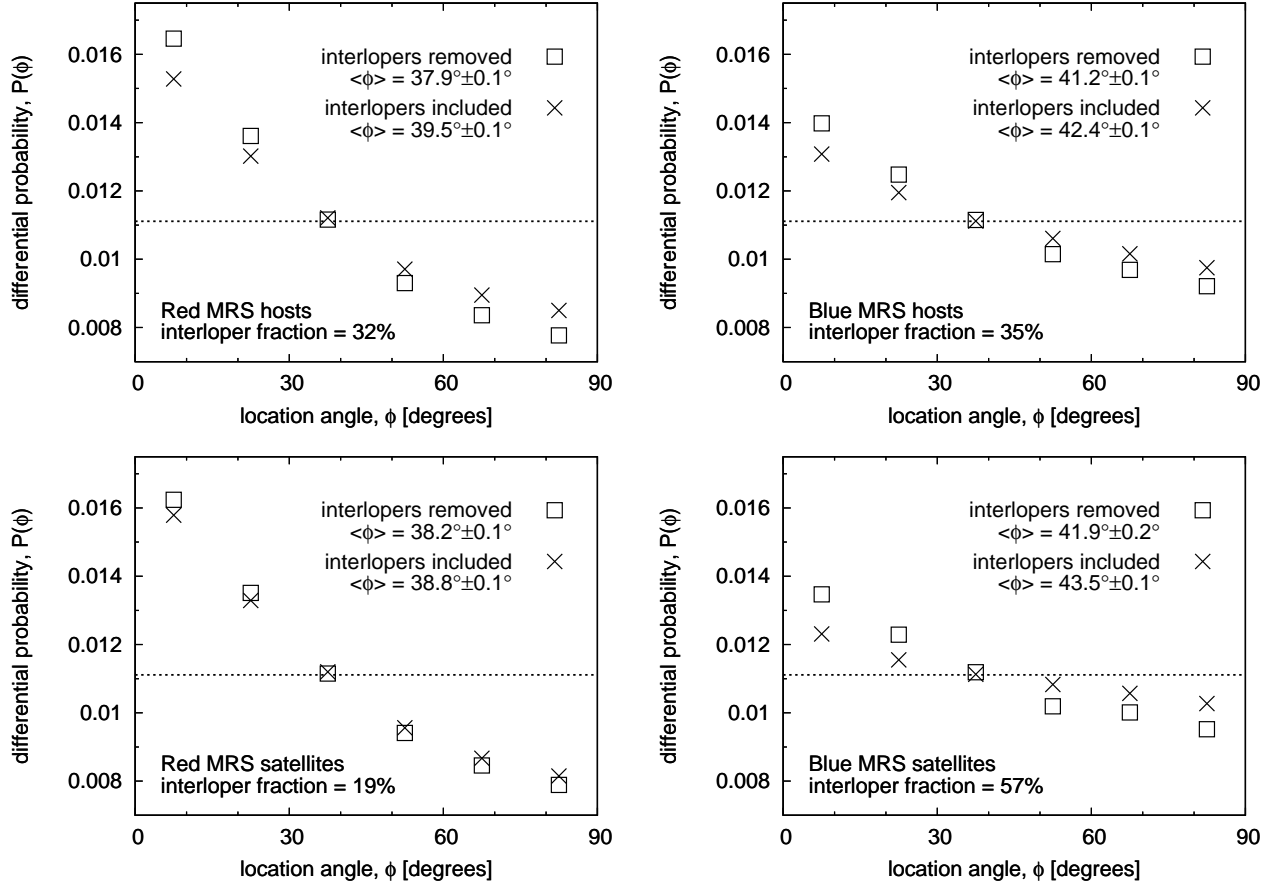 differential probability, P(ϕ)
0.016
0.014
0.012
0.01
0.008
interlopers removed
<ϕ> = 37.9°±0.1°
interlopers included
<ϕ> = 39.5°±0.1°
Red MRS hosts
interloper fraction = 32%
0 30 60 90
location angle, ϕ [degrees]
differential probability, P(ϕ)
0.016
0.014
0.012
0.01
0.008
interlopers removed
<ϕ> = 41.2°±0.1°
interlopers included
<ϕ> = 42.4°±0.1°
Blue MRS hosts
interloper fraction = 35%
0 30 60 90
location angle, ϕ [degrees]
differential probability, P(ϕ)
0.016
0.014
0.012
0.01
0.008
interlopers removed
<ϕ> = 38.2°±0.1°
interlopers included
<ϕ> = 38.8°±0.1°
Red MRS satellites
interloper fraction = 19%
0 30 60 90
location angle, ϕ [degrees]
differential probability, P(ϕ)
0.016
0.014
0.012
0.01
0.008
interlopers removed
<ϕ> = 41.9°±0.2°
interlopers included
<ϕ> = 43.5°±0.1°
Blue MRS satellites
interloper fraction = 57%
0 30 60 90
location angle, ϕ [degrees]